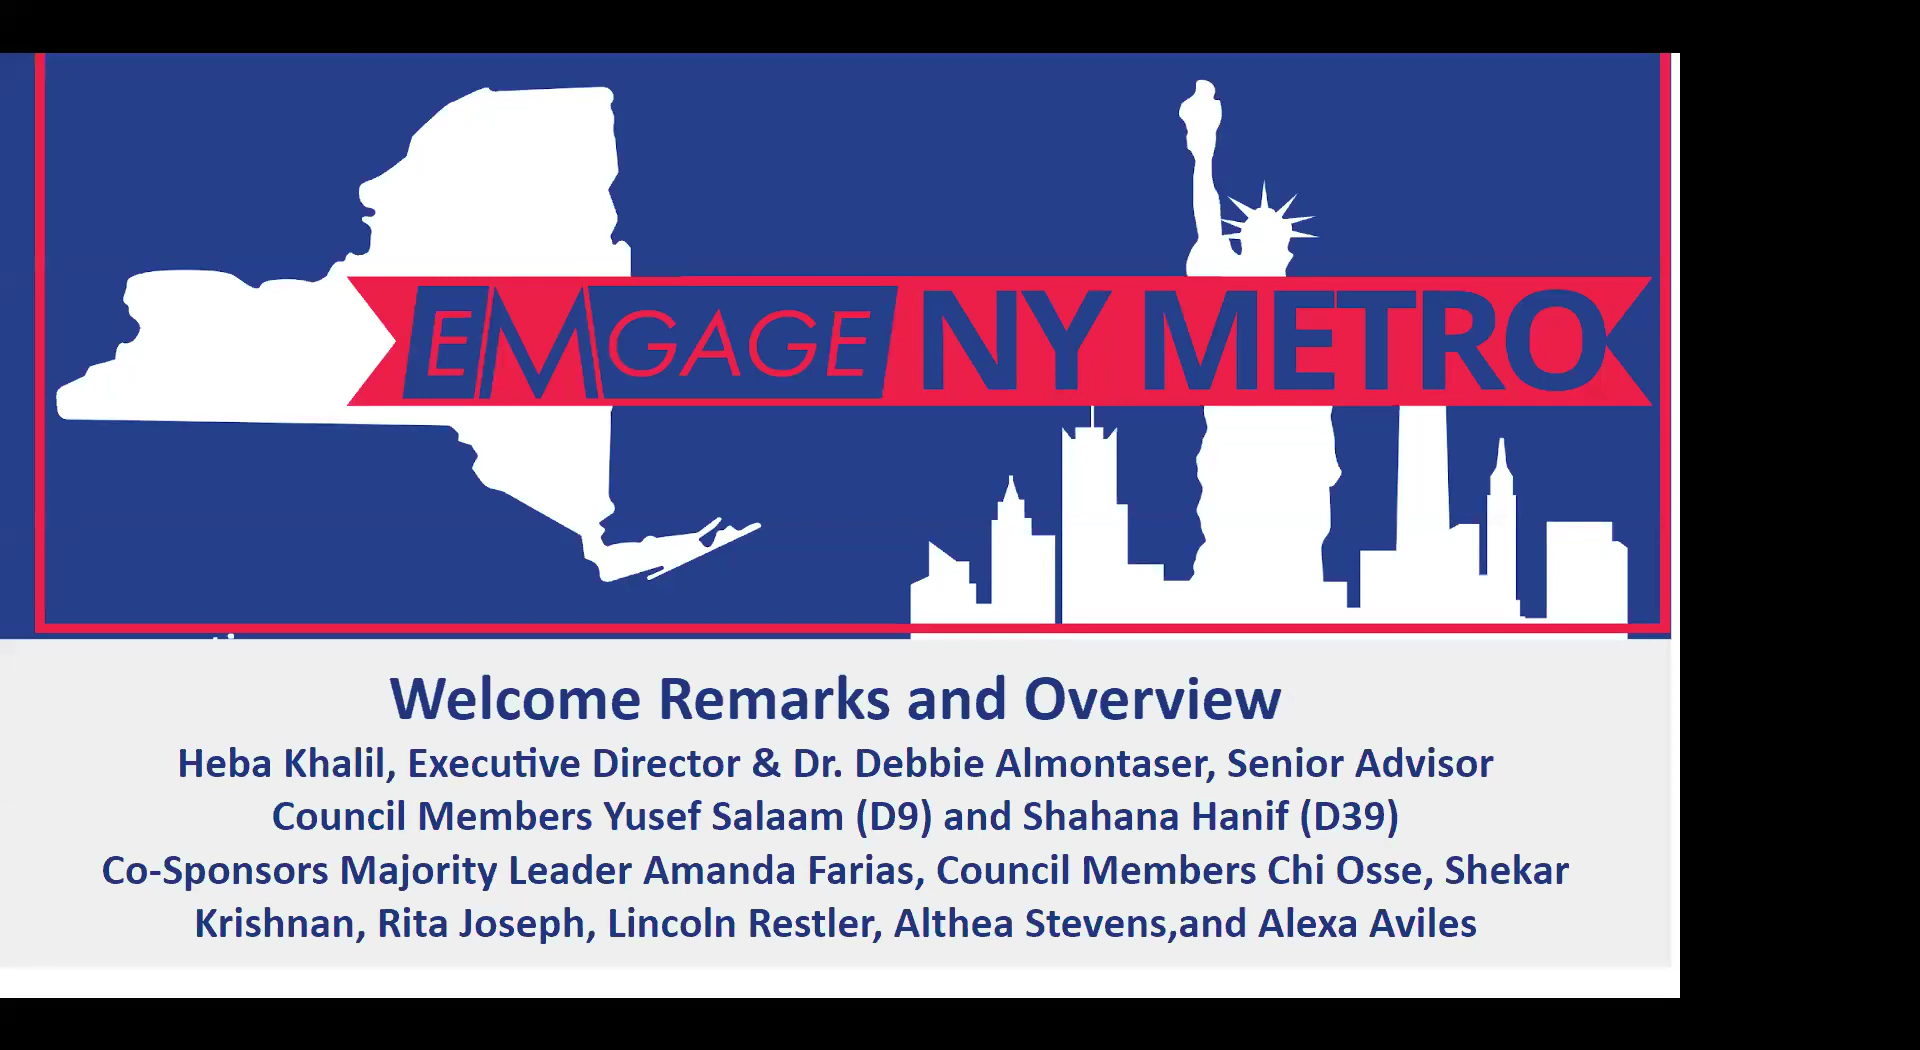 EMGAGE NY METRO
Welcome Remarks and Overview
Heba Khalil, Executive Director & Dr. Debbie Almontaser, Senior Advisor
Council Members Yusef Salaam (D9) and Shahana Hanif (D39)
Co-Sponsors Majority Leader Amanda Farias, Council Members Chi Osse, Shekar
Krishnan, Rita Joseph, Lincoln Restler, Althea Stevens,and Alexa Aviles